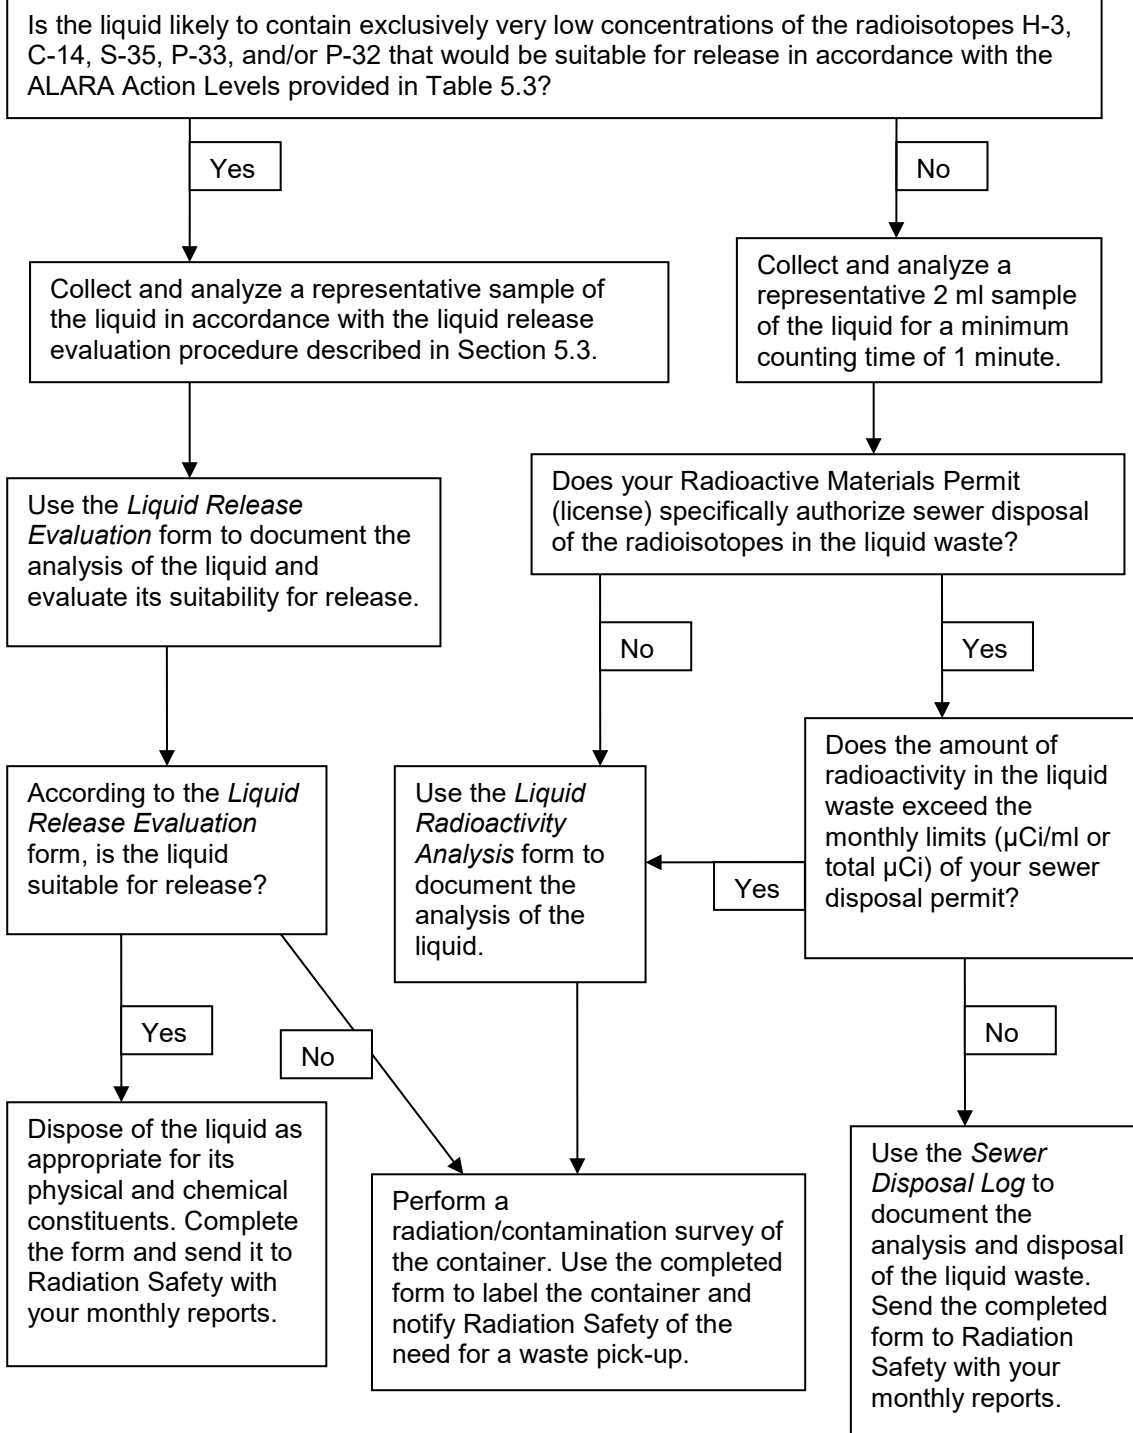 Is the liquid likely to contain exclusively very low concentrations of the radioisotopes H-3,
C-14, S-35, P-33, and/or P-32 that would be suitable for release in accordance with the
ALARA Action Levels provided in Table 5.3?
Yes
No
Collect and analyze a representative sample of
the liquid in accordance with the liquid release
evaluation procedure described in Section 5.3.
Collect and analyze a
representative 2 ml sample
of the liquid for a minimum
counting time of 1 minute.
Use the Liquid Release
Evaluation form to document the
analysis of the liquid and
evaluate its suitability for release.
Does your Radioactive Materials Permit
(license) specifically authorize sewer disposal
of the radioisotopes in the liquid waste?
No
Yes
According to the Liquid
Release Evaluation
form, is the liquid
suitable for release?
Use the Liquid
Radioactivity
Analysis form to
document the
analysis of the
liquid.
Does the amount of
radioactivity in the liquid
waste exceed the
monthly limits (µCi/ml or
total µCi) of your sewer
disposal permit?
Yes
Yes
No
No
Dispose of the liquid as
appropriate for its
physical and chemical
constituents. Complete
the form and send it to
Radiation Safety with
your monthly reports.
Perform a
radiation/contamination survey of
the container. Use the completed
form to label the container and
notify Radiation Safety of the
need for a waste pick-up.
Use the Sewer
Disposal Log to
document the
analysis and disposal
of the liquid waste.
Send the completed
form to Radiation
Safety with your
monthly reports.